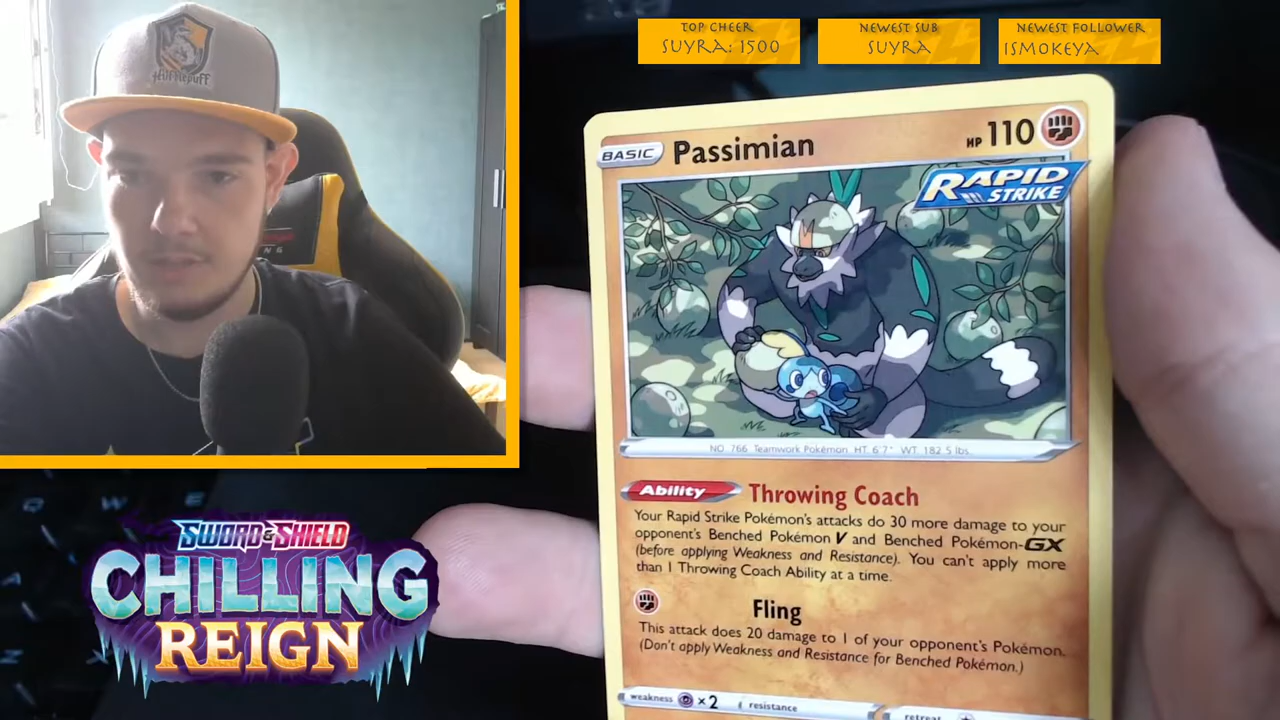 TOP CHEER
SUYRA: 1500
NEWEST SUB
SUYRA
NEWEST FOLLOWER
ISMOKEYA
Hufflepuff
BASIC
Passimian
HP 110
RAPID
STRIKE
NO. 766 Teamwork Pokémon HT: 6'7" WT: 182.5 lbs.
Ability
Throwing Coach
Your Rapid Strike Pokémon's attacks do 30 more damage to your
opponent's Benched Pokémon V and Benched Pokémon-GX
(before applying Weakness and Resistance). You can't apply more
than 1 Throwing Coach Ability at a time.
Fling
This attack does 20 damage to 1 of your opponent's Pokémon.
(Don't apply Weakness and Resistance for Benched Pokémon.)
weakness ×2 resistance
retreat
SWORD & SHIELD
CHILLING
REIGN
Q W E
A
Z X